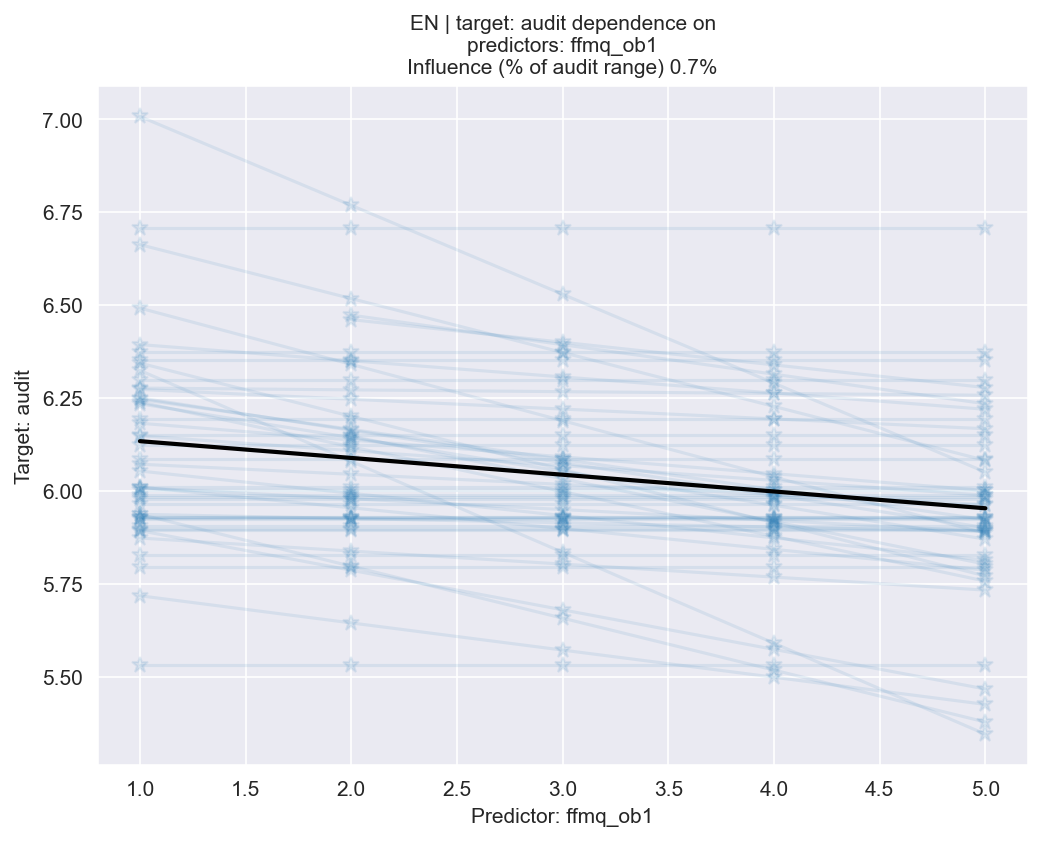 EN | target: audit dependence on
predictors: ffmq_ob1
Influence (% of audit range) 0.7%
7.00
6.75
6.50
6.25
6.00
5.75
5.50
Target: audit
1.0 1.5 2.0 2.5 3.0 3.5 4.0 4.5 5.0
Predictor: ffmq_ob1